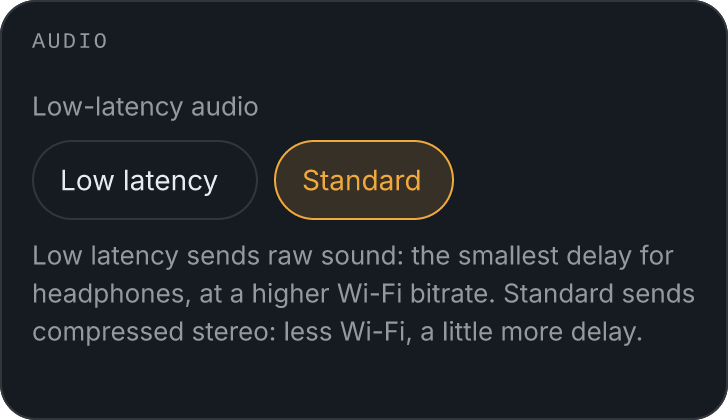 AUDIO
Low-latency audio
Low latency
Standard
Low latency sends raw sound: the smallest delay for
headphones, at a higher Wi-Fi bitrate. Standard sends
compressed stereo: less Wi-Fi, a little more delay.